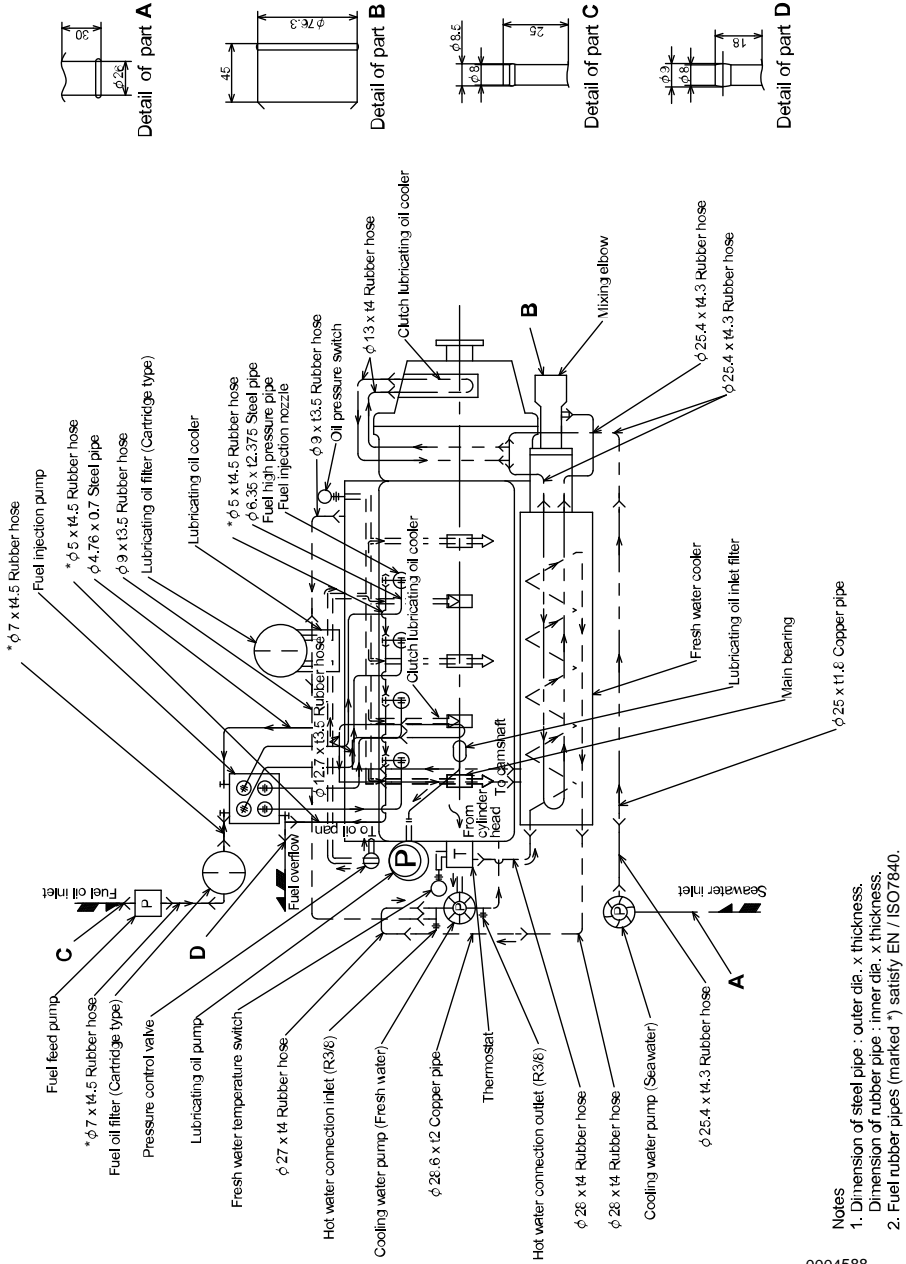 Detail of part A
30
φ26
Detail of part B
45
φ76.3
Detail of part C
φ8.5
φ8
25
Detail of part D
φ9
φ8
18
*φ7 x t4.5 Rubber hose
Fuel injection pump
*φ5 x t4.5 Rubber hose
φ4.76 x 0.7 Steel pipe
φ9 x t3.5 Rubber hose
Lubricating oil filter (Cartridge type)
Lubricating oil cooler
*φ5 x t4.5 Rubber hose
φ6.35 x t2.375 Steel pipe
Fuel high pressure pipe
Fuel injection nozzle
φ9 x t3.5 Rubber hose
Oil pressure switch
φ13 x t4 Rubber hose
Clutch lubricating oil cooler
B
Mixing elbow
φ25.4 x t4.3 Rubber hose
φ25.4 x t4.3 Rubber hose
φ12.7 x t3.5 Rubber hose
Clutch lubricating oil cooler
To camshaft
From
cylinder
head
To oil pan
Fuel overflow
Fuel oil inlet
Seawater inlet
P
P
P
T
Fresh water cooler
Lubricating oil inlet filter
Main bearing
φ25 x t1.8 Copper pipe
C
D
A
Fuel feed pump
*φ7 x t4.5 Rubber hose
Fuel oil filter (Cartridge type)
Pressure control valve
Lubricating oil pump
Fresh water temperature switch
φ27 x t4 Rubber hose
Hot water connection inlet (R3/8)
Cooling water pump (Fresh water)
φ28.6 x t2 Copper pipe
Thermostat
Hot water connection outlet (R3/8)
φ28 x t4 Rubber hose
φ28 x t4 Rubber hose
Cooling water pump (Seawater)
φ25.4 x t4.3 Rubber hose
Notes
1. Dimension of steel pipe : outer dia. x thickness.
Dimension of rubber pipe : inner dia. x thickness.
2. Fuel rubber pipes (marked *) satisfy EN / ISO7840.